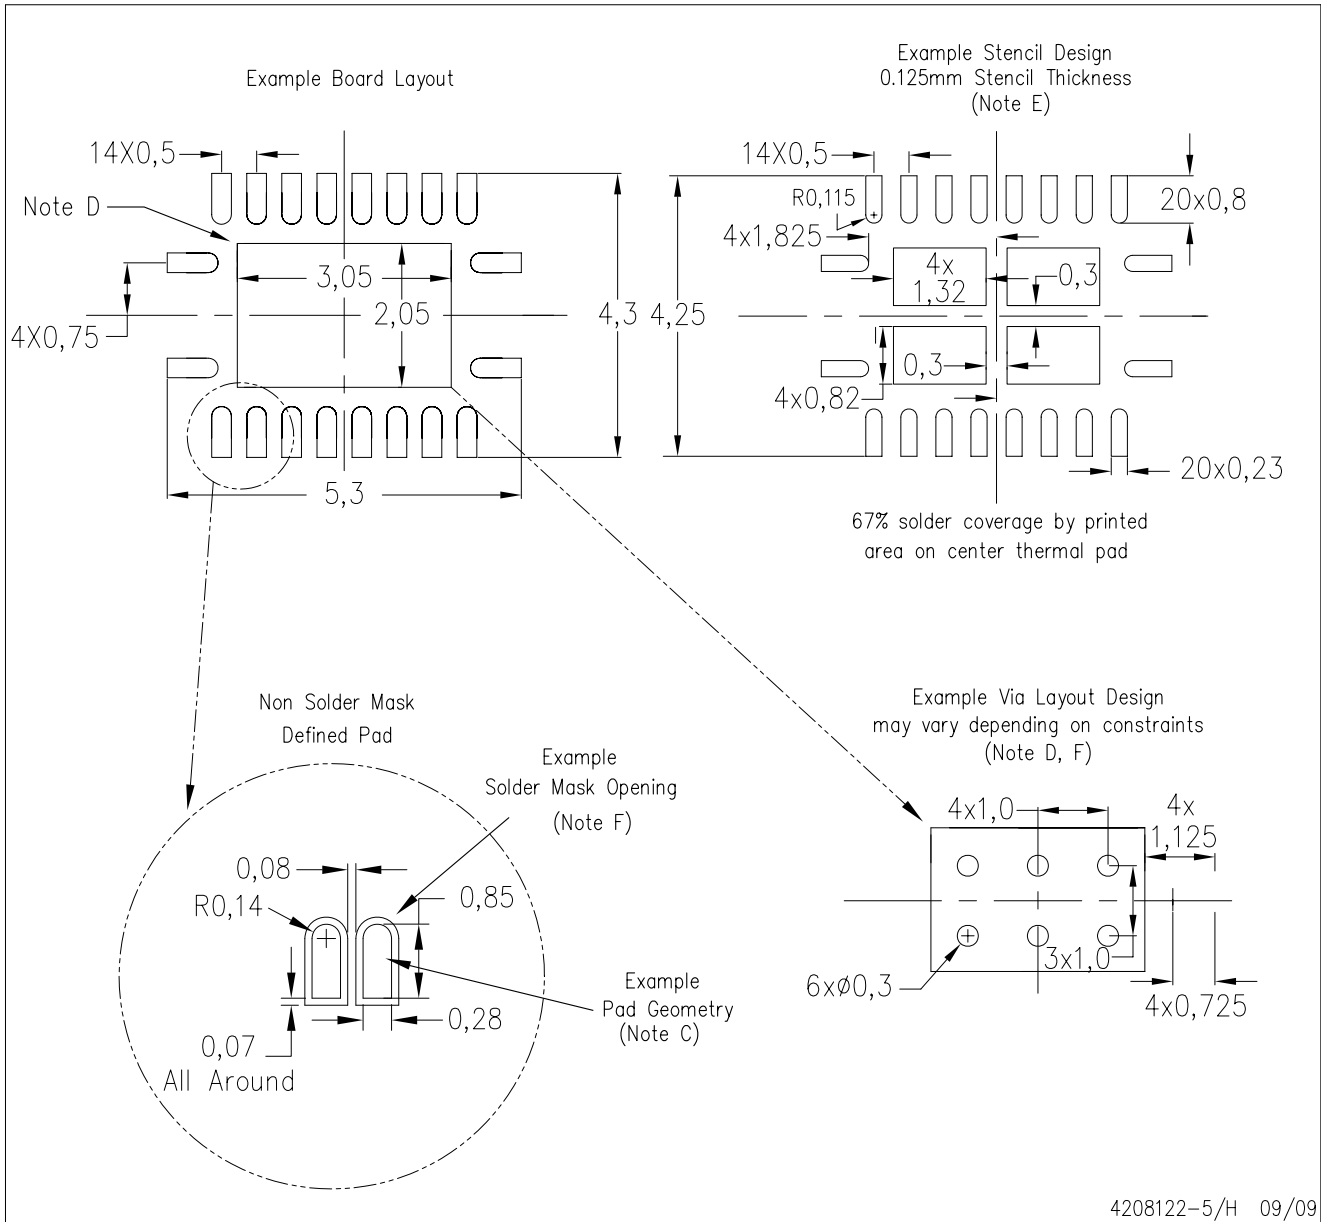 Example Board Layout
14X0,5
Note D
3,05
2,05
4X0,75
4,3
5,3
Example Stencil Design
0.125mm Stencil Thickness
(Note E)
14X0,5
R0,115
4x1,825
20x0,8
4x
1,32
0,3
4,25
0,3
4x0,82
20x0,23
67% solder coverage by printed
area on center thermal pad
Non Solder Mask
Defined Pad
Example
Solder Mask Opening
(Note F)
0,08
R0,14
0,85
Example
Pad Geometry
(Note C)
0,28
0,07
All Around
Example Via Layout Design
may vary depending on constraints
(Note D, F)
4x1,0
4x
1,125
3x1,0
6xø0,3
4x0,725
4208122-5/H 09/09